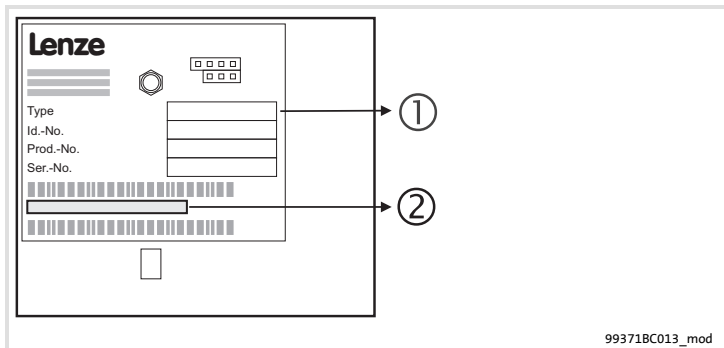 Lenze
Type
①
Id.-No.
Prod.-No.
Ser.-No.
②
99371BC013_mod